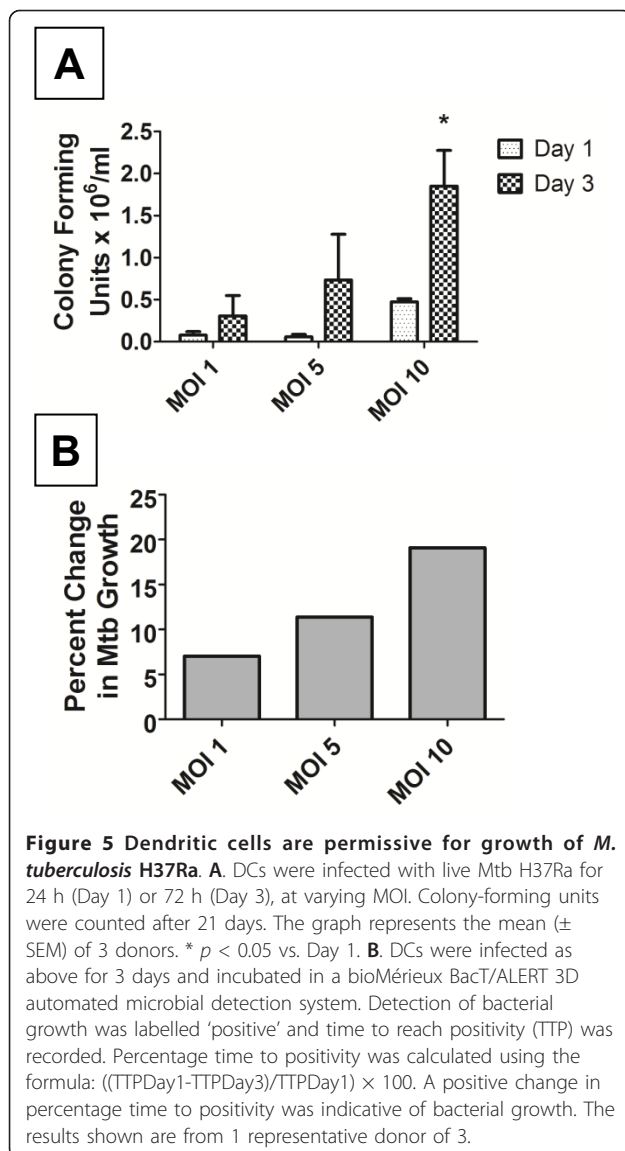 A
*
2.5
2.0
1.5
1.0
0.5
0.0
Colony Forming
Units x 10⁶/ml
Day 1
Day 3
MOI 1
MOI 5
MOI 10
B
25
20
15
10
5
0
Percent Change
in Mtb Growth
MOI 1
MOI 5
MOI 10
Figure 5 Dendritic cells are permissive for growth of M.
tuberculosis H37Ra. A. DCs were infected with live Mtb H37Ra for
24 h (Day 1) or 72 h (Day 3), at varying MOI. Colony-forming units
were counted after 21 days. The graph represents the mean (±
SEM) of 3 donors. * p < 0.05 vs. Day 1. B. DCs were infected as
above for 3 days and incubated in a bioMérieux BacT/ALERT 3D
automated microbial detection system. Detection of bacterial
growth was labelled 'positive' and time to reach positivity (TTP) was
recorded. Percentage time to positivity was calculated using the
formula: ((TTPDay1-TTPDay3)/TTPDay1) × 100. A positive change in
percentage time to positivity was indicative of bacterial growth. The
results shown are from 1 representative donor of 3.